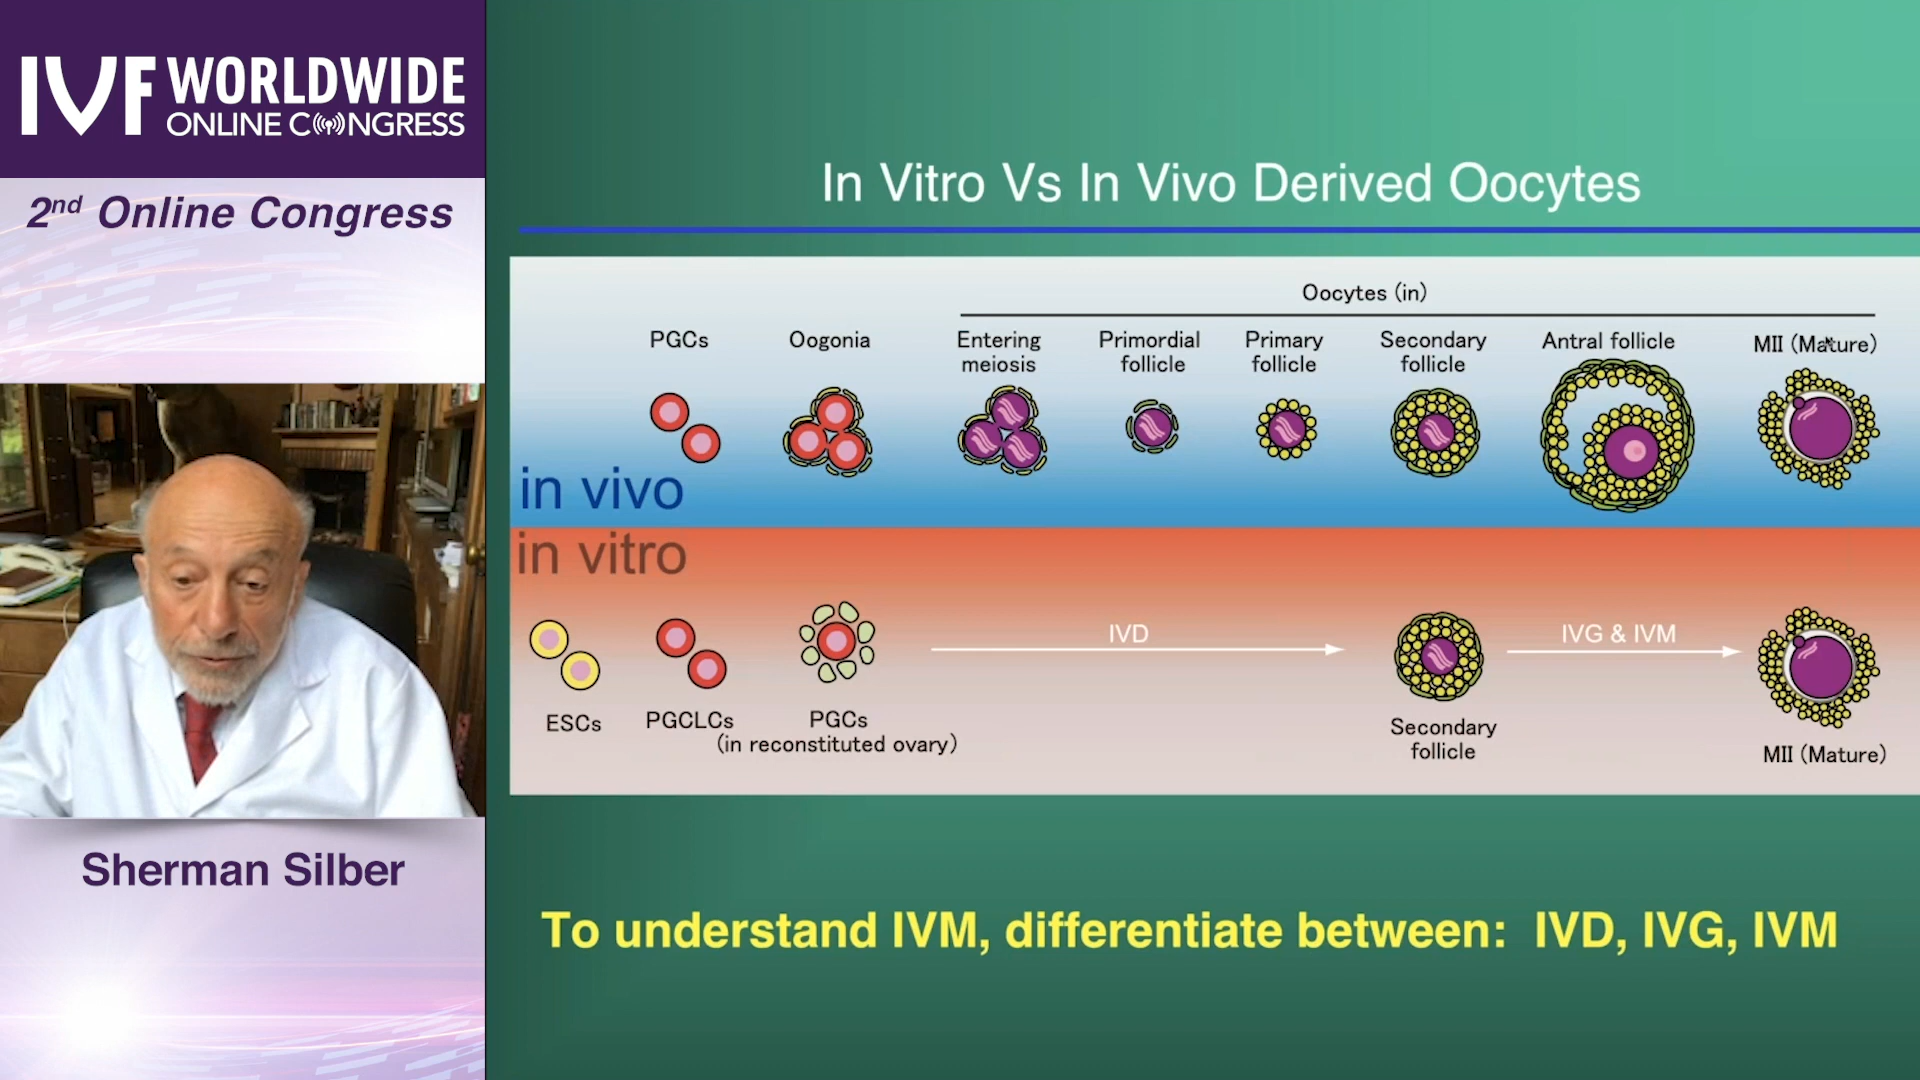 IVF WORLDWIDE
ONLINE CONGRESS
2nd Online Congress
Sherman Silber
In Vitro Vs In Vivo Derived Oocytes
Oocytes (in)
PGCs
Oogonia
Entering
meiosis
Primordial
follicle
Primary
follicle
Secondary
follicle
Antral follicle
MII (Mature)
in vivo
in vitro
IVD
IVG & IVM
ESCs
PGCLCs
PGCs
(in reconstituted ovary)
Secondary
follicle
MII (Mature)
To understand IVM, differentiate between: IVD, IVG, IVM